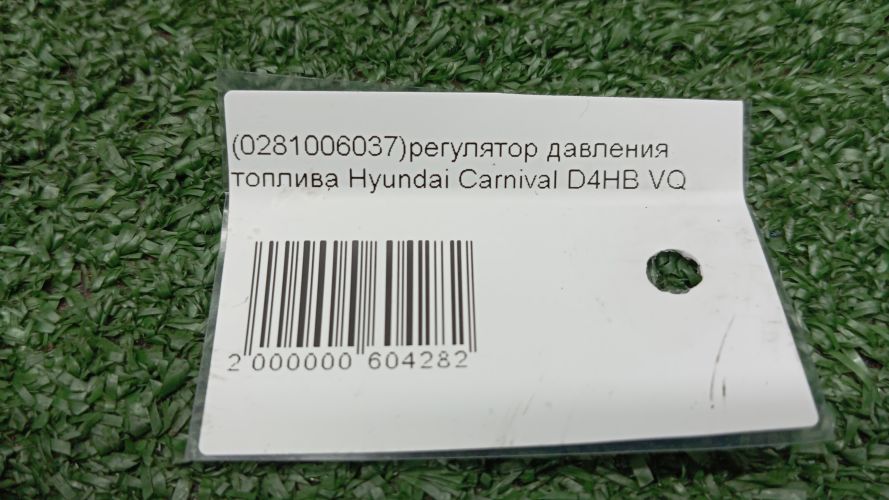 (0281006037)регулятор давления
топлива Hyundai Carnival D4HB VQ
2 000000 604282